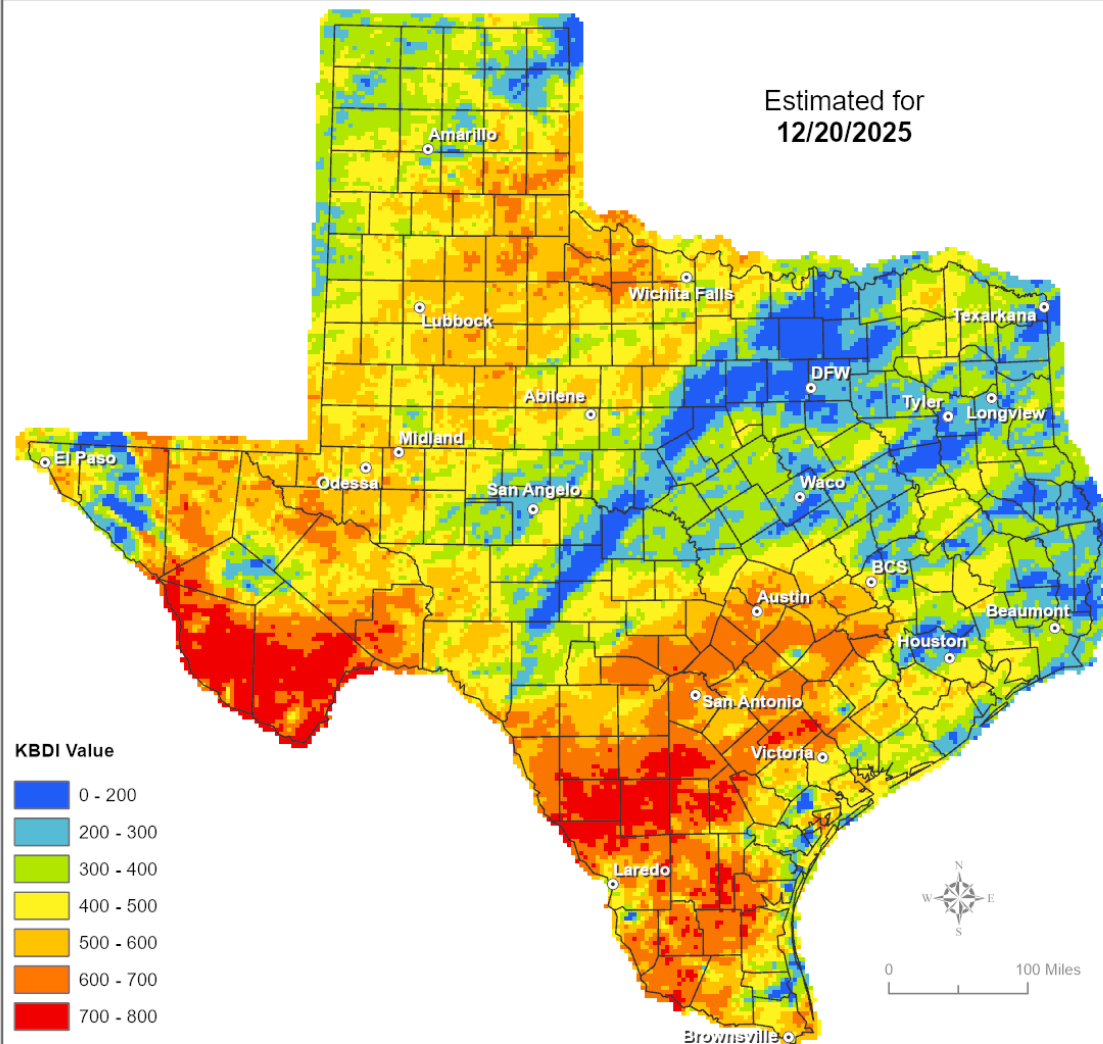 Estimated for
12/20/2025
Amarillo
Wichita Falls
Lubbock
Texarkana
DFW
Abilene
Tyler
Longview
Midland
El Paso
Odessa
San Angelo
Waco
BCS
Austin
Beaumont
Houston
San Antonio
Victoria
Laredo
Brownsville
KBDI Value
0 - 200
200 - 300
300 - 400
400 - 500
500 - 600
600 - 700
700 - 800
N
W E
S
0 100 Miles